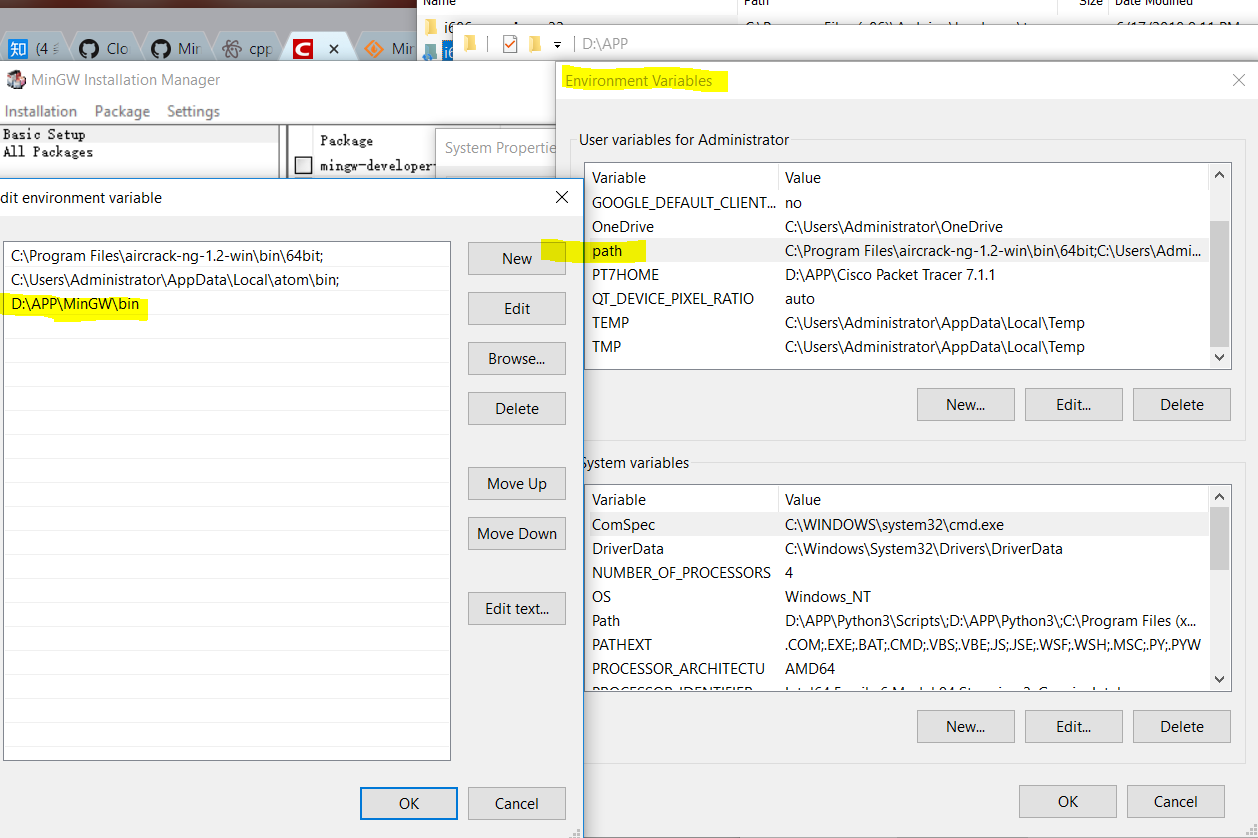 Name Path Size Date Modified
知 (4 Clo Mir cpp C Mir
D:\APP
MinGW Installation Manager
Installation Package Settings
Basic Setup
All Packages
Package
mingw-developer
System Propertie
dit environment variable
C:\Program Files\aircrack-ng-1.2-win\bin\64bit;
C:\Users\Administrator\AppData\Local\atom\bin;
D:\APP\MinGW\bin
New
Edit
Browse...
Delete
Move Up
Move Down
Edit text...
OK Cancel
Environment Variables
User variables for Administrator
Variable Value
GOOGLE_DEFAULT_CLIENT... no
OneDrive C:\Users\Administrator\OneDrive
path C:\Program Files\aircrack-ng-1.2-win\bin\64bit;C:\Users\Admi...
PT7HOME D:\APP\Cisco Packet Tracer 7.1.1
QT_DEVICE_PIXEL_RATIO auto
TEMP C:\Users\Administrator\AppData\Local\Temp
TMP C:\Users\Administrator\AppData\Local\Temp
New... Edit... Delete
System variables
Variable Value
ComSpec C:\WINDOWS\system32\cmd.exe
DriverData C:\Windows\System32\Drivers\DriverData
NUMBER_OF_PROCESSORS 4
OS Windows_NT
Path D:\APP\Python3\Scripts\;D:\APP\Python3\;C:\Program Files (x...
PATHEXT .COM;.EXE;.BAT;.CMD;.VBS;.VBE;.JS;.JSE;.WSF;.WSH;.MSC;.PY;.PYW
PROCESSOR_ARCHITECTU AMD64
New... Edit... Delete
OK Cancel